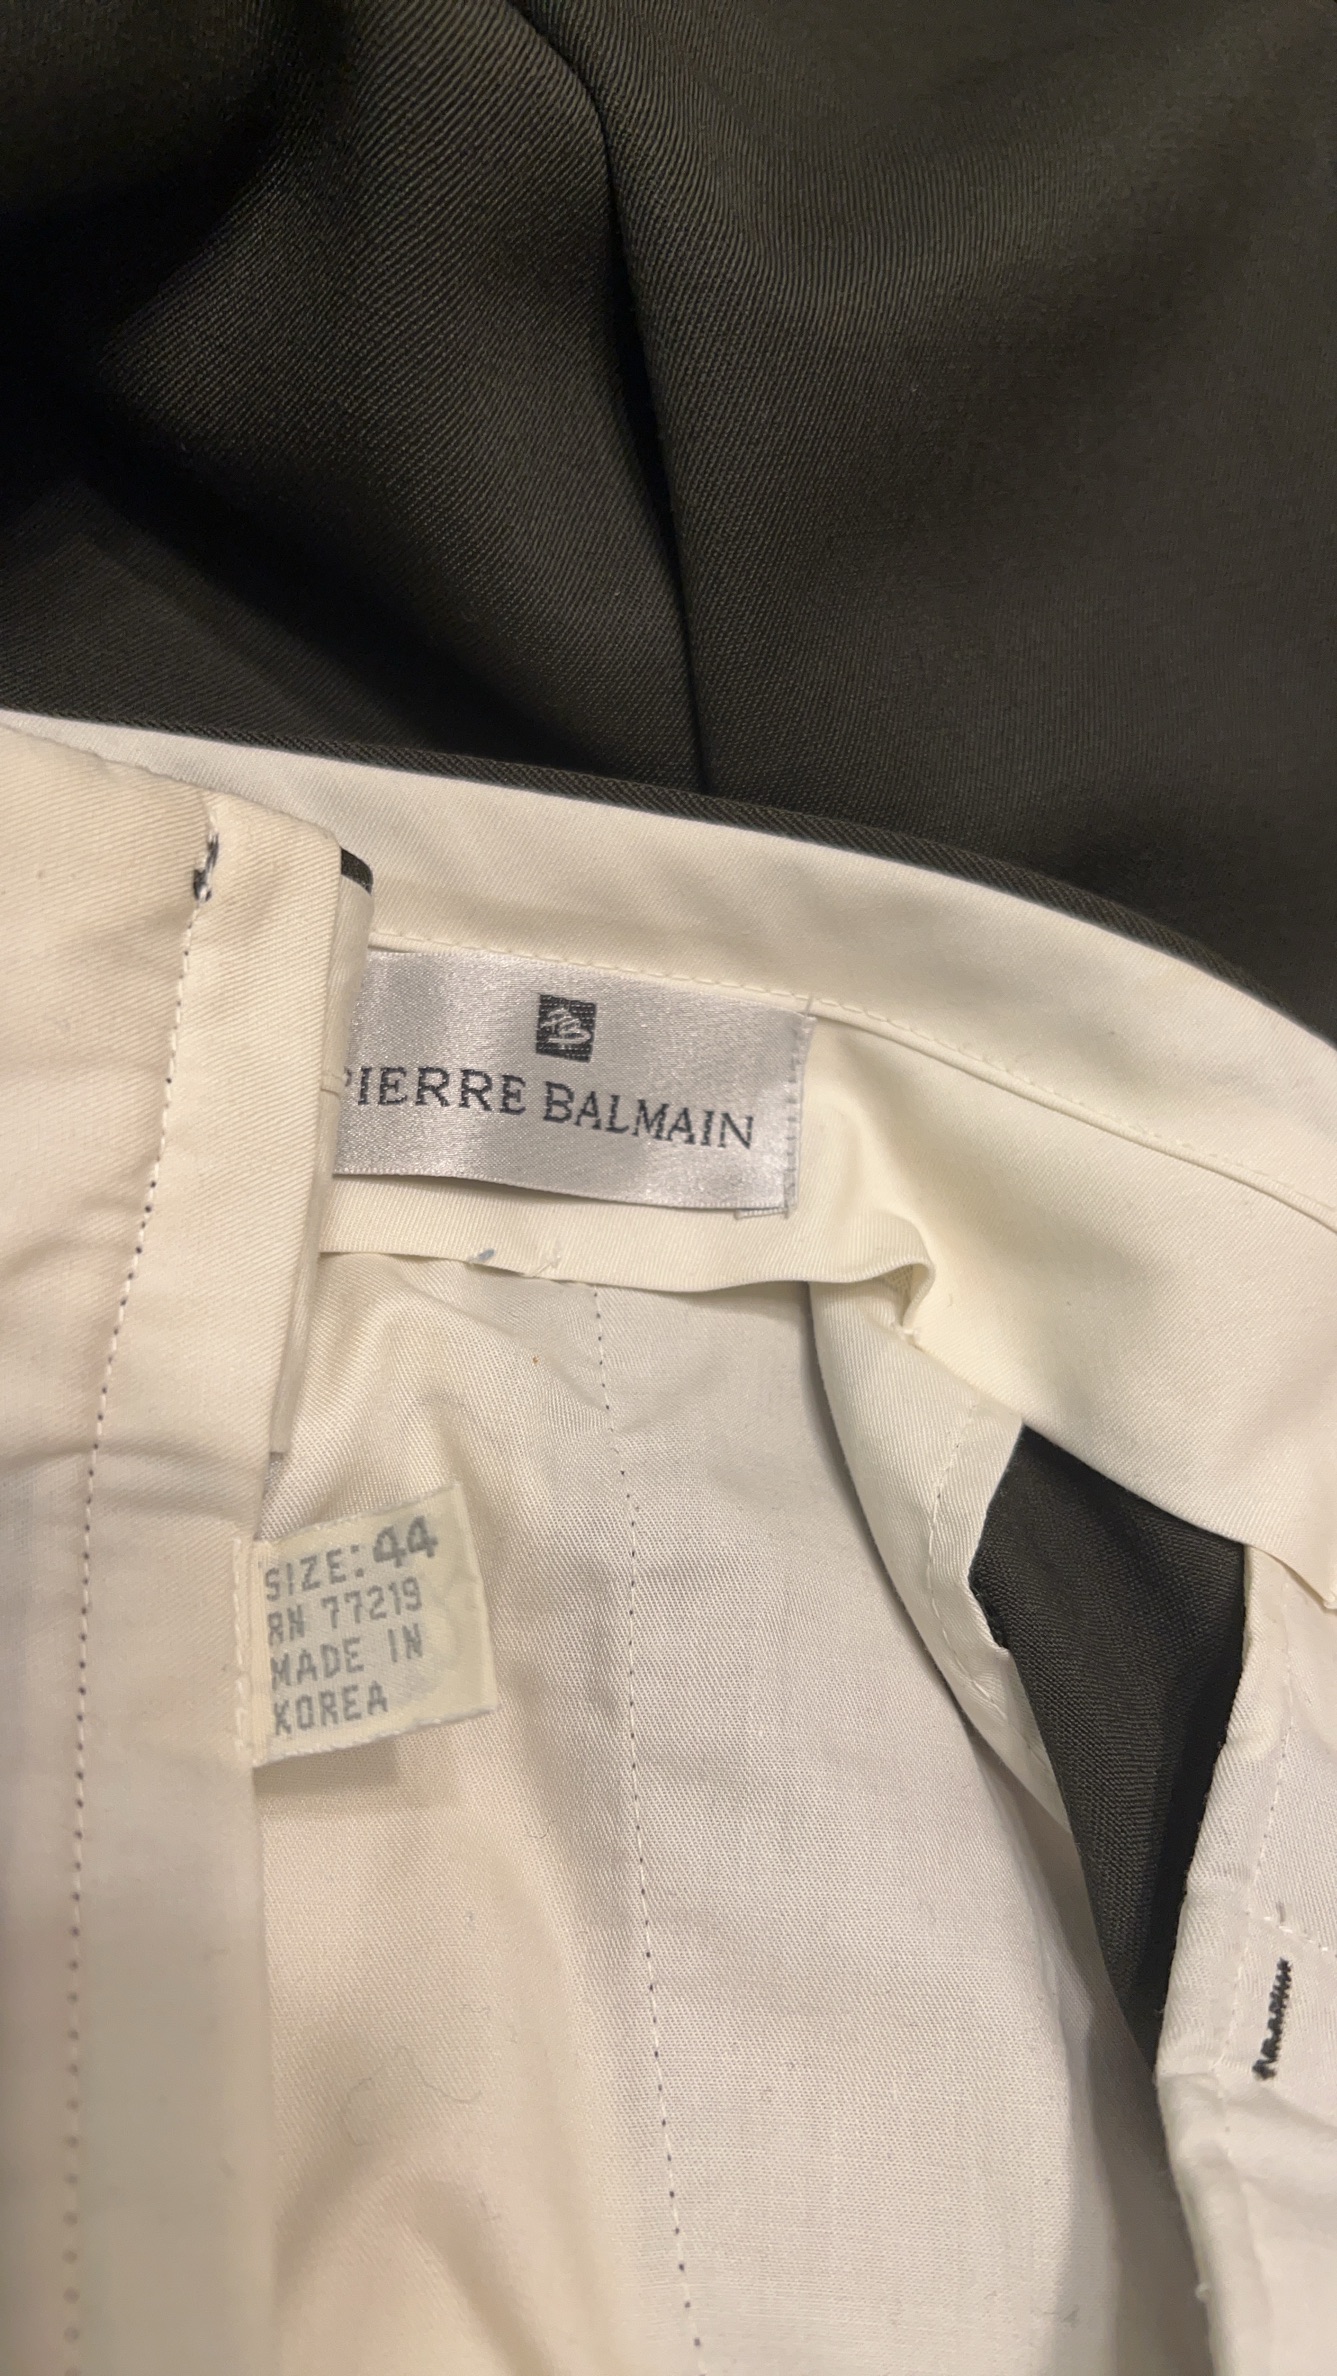 PIERRE BALMAIN
SIZE: 44
RN 77219
MADE IN
KOREA